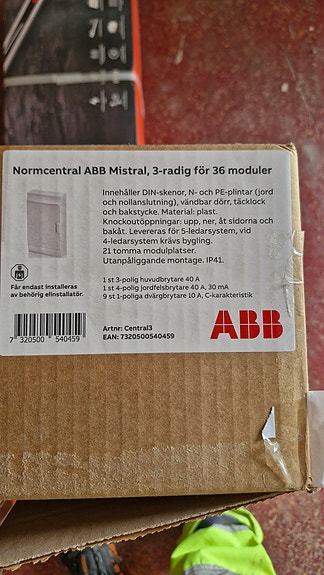 Normcentral ABB Mistral, 3-radig för 36 moduler
Innehåller DIN-skenor, N- och PE-plintar (jord
och nollanslutning), vändbar dörr, täcklock
och bakstycke. Material: plast.
Knockoutöppningar: upp, ner, åt sidorna och
bakåt. Levereras för 5-ledarsystem, vid
4-ledarsystem krävs bygling.
21 tomma modulplatser.
Utanpåliggande montage. IP41.
1 st 3-polig huvudbrytare 40 A
1 st 4-polig jordfelsbrytare 40 A, 30 mA
9 st 1-poliga dvärgbrytare 10 A, C-karakteristik
Får endast installeras
av behörig elinstallatör.
7 320500 540459
Artnr: Central3
EAN: 7320500540459
ABB